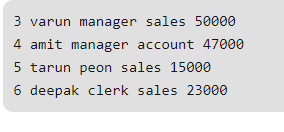 3 varun manager sales 50000
4 amit manager account 47000
5 tarun peon sales 15000
6 deepak clerk sales 23000